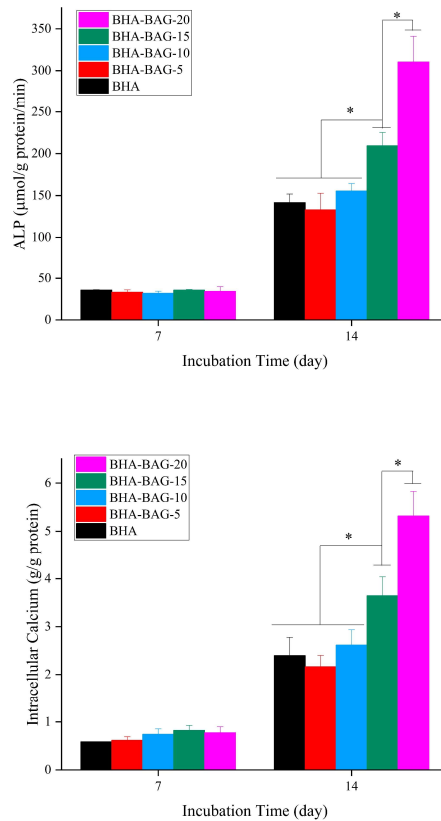 BHA-BAG-20
BHA-BAG-15
BHA-BAG-10
BHA-BAG-5
BHA
*
*
350
300
250
200
150
100
50
0
ALP (μmol/g protein/min)
7
14
Incubation Time (day)
BHA-BAG-20
BHA-BAG-15
BHA-BAG-10
BHA-BAG-5
BHA
*
*
6
5
4
3
2
1
0
Intracellular Calcium (g/g protein)
7
14
Incubation Time (day)